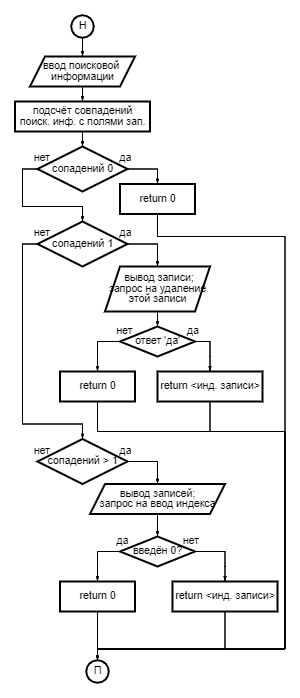 Н
ввод поисковой
информации
подсчёт совпадений
поиск. инф. с полями зап.
нет
да
сопадений 0
return 0
нет
да
сопадений 1
вывод записи;
запрос на удаление
этой записи
нет
да
ответ 'да'
return 0
return <инд. записи>
нет
да
сопадений > 1
вывод записей;
запрос на ввод индекса
да
нет
введён 0?
return 0
return <инд. записи>
П